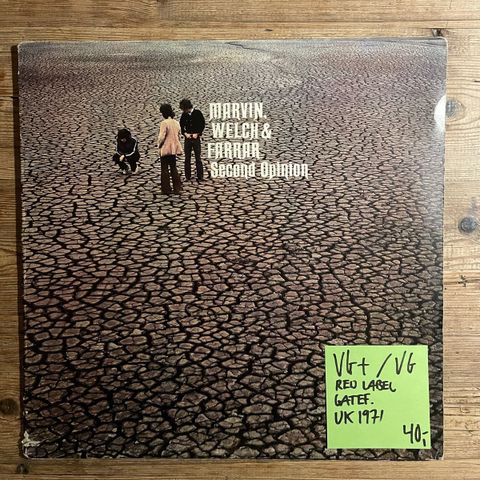 MARVIN,
WELCH &
FARRAR
Second Opinion
VG+ / VG
RED LABEL
GATEF.
UK 1971
40,-